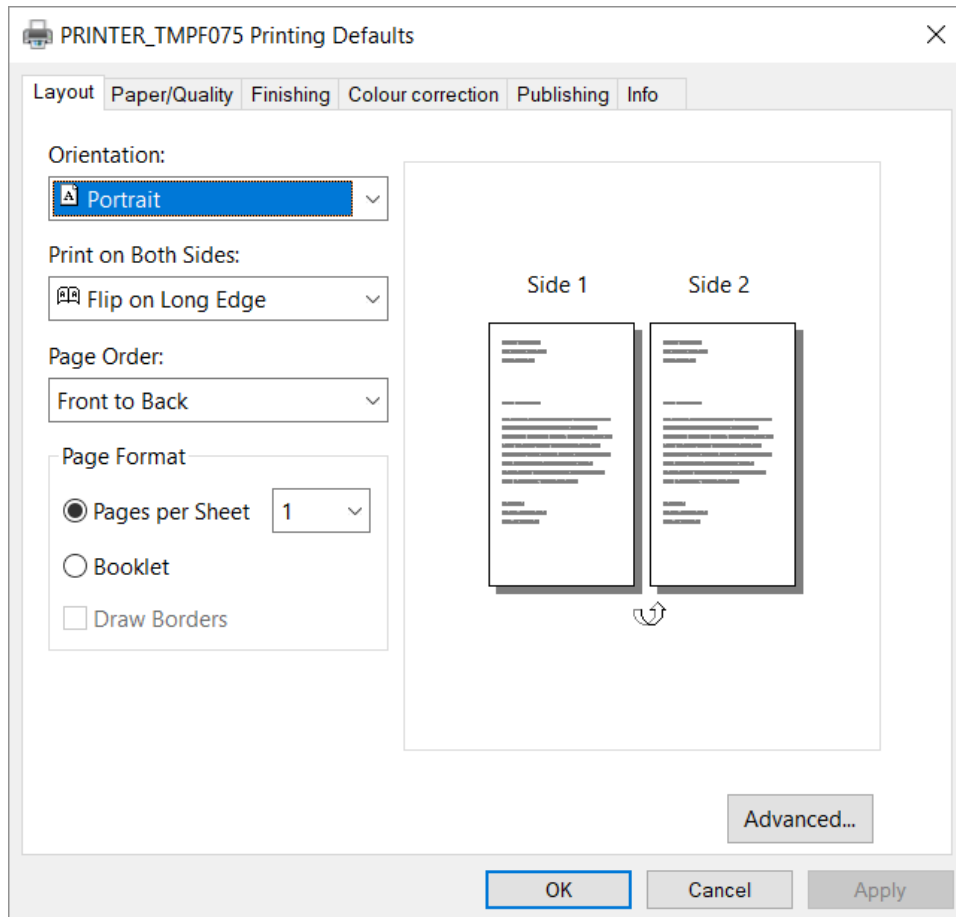 PRINTER_TMPF075 Printing Defaults
Layout Paper/Quality Finishing Colour correction Publishing Info
Orientation:
Portrait
Print on Both Sides:
Flip on Long Edge
Page Order:
Front to Back
Page Format
Pages per Sheet 1
Booklet
Draw Borders
Side 1 Side 2
Advanced...
OK Cancel Apply